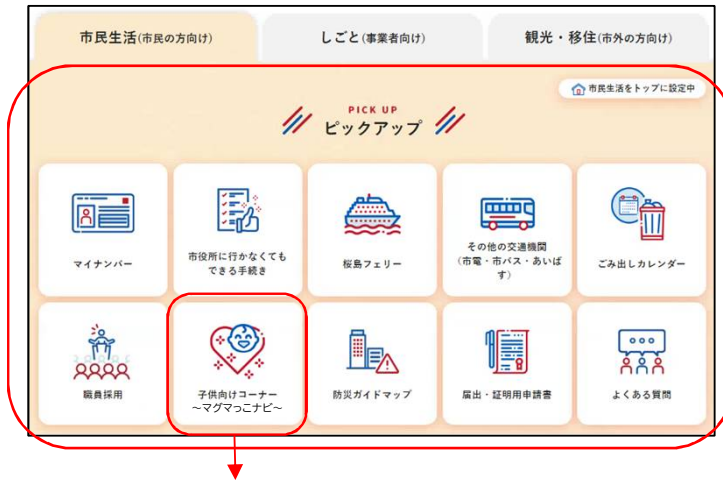 市民生活(市民の方向け)
しごと(事業者向け)
観光・移住(市外の方向け)
市民生活をトップに設定中
PICK UP
ピックアップ
マイナンバー
市役所に行かなくても
できる手続き
桜島フェリー
その他の交通機関
(市電・市バス・あいば
す)
ごみ出しカレンダー
職員採用
子供向けコーナー
～マグマっこナビ～
防災ガイドマップ
届出・証明用申請書
よくある質問